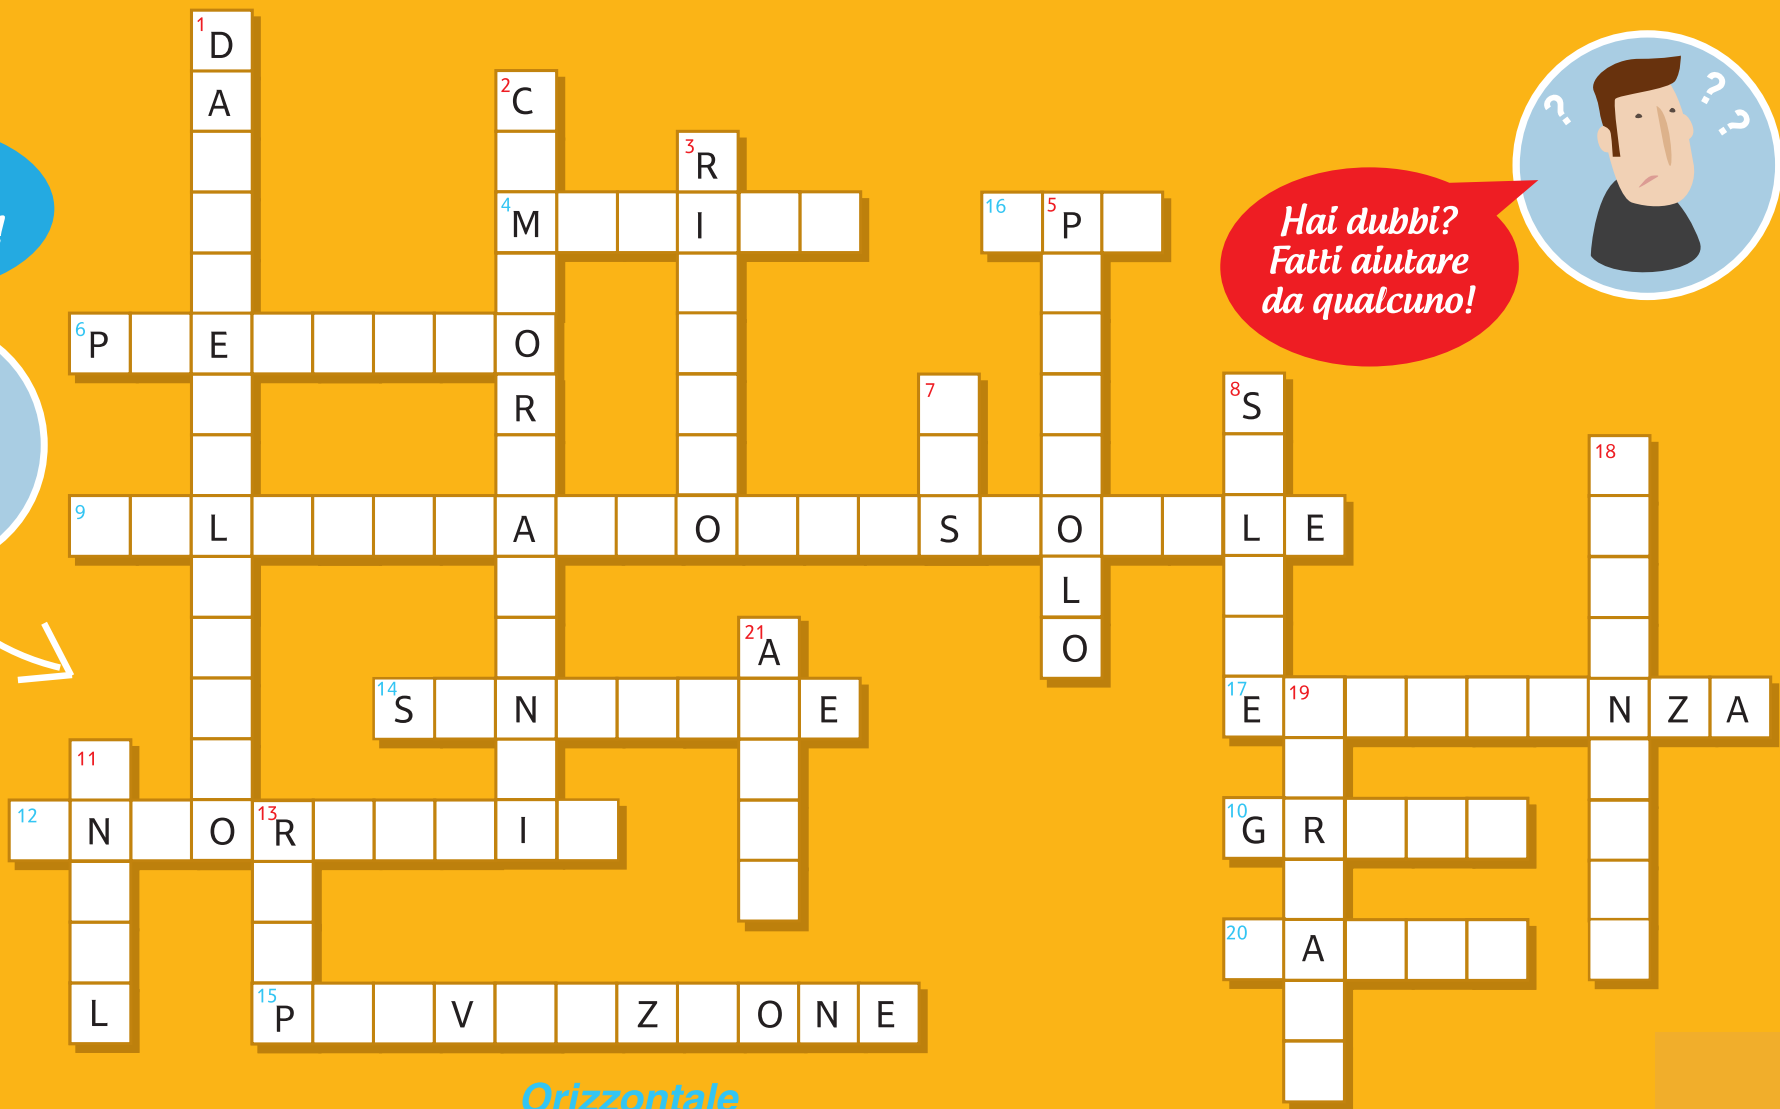 1 D
A
2 C
3 R
!
4 M I
16 5 P
Hai dubbi?
Fatti aiutare
da qualcuno!
? ? ?
6 P E O
R
7
8 S
18
9 L A O S O L E
L
21 A
O
14 S N E
17 E 19 N Z A
11
12 N O 13 R I
10 G R
20 A
L
15 P V Z O N E
Orizzontale